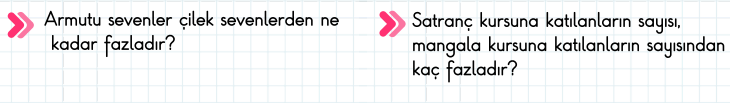 Armutu sevenler çilek sevenlerden ne
kadar fazladır?
Satranç kursuna katılanların sayısı,
mangala kursuna katılanların sayısından
kaç fazladır?